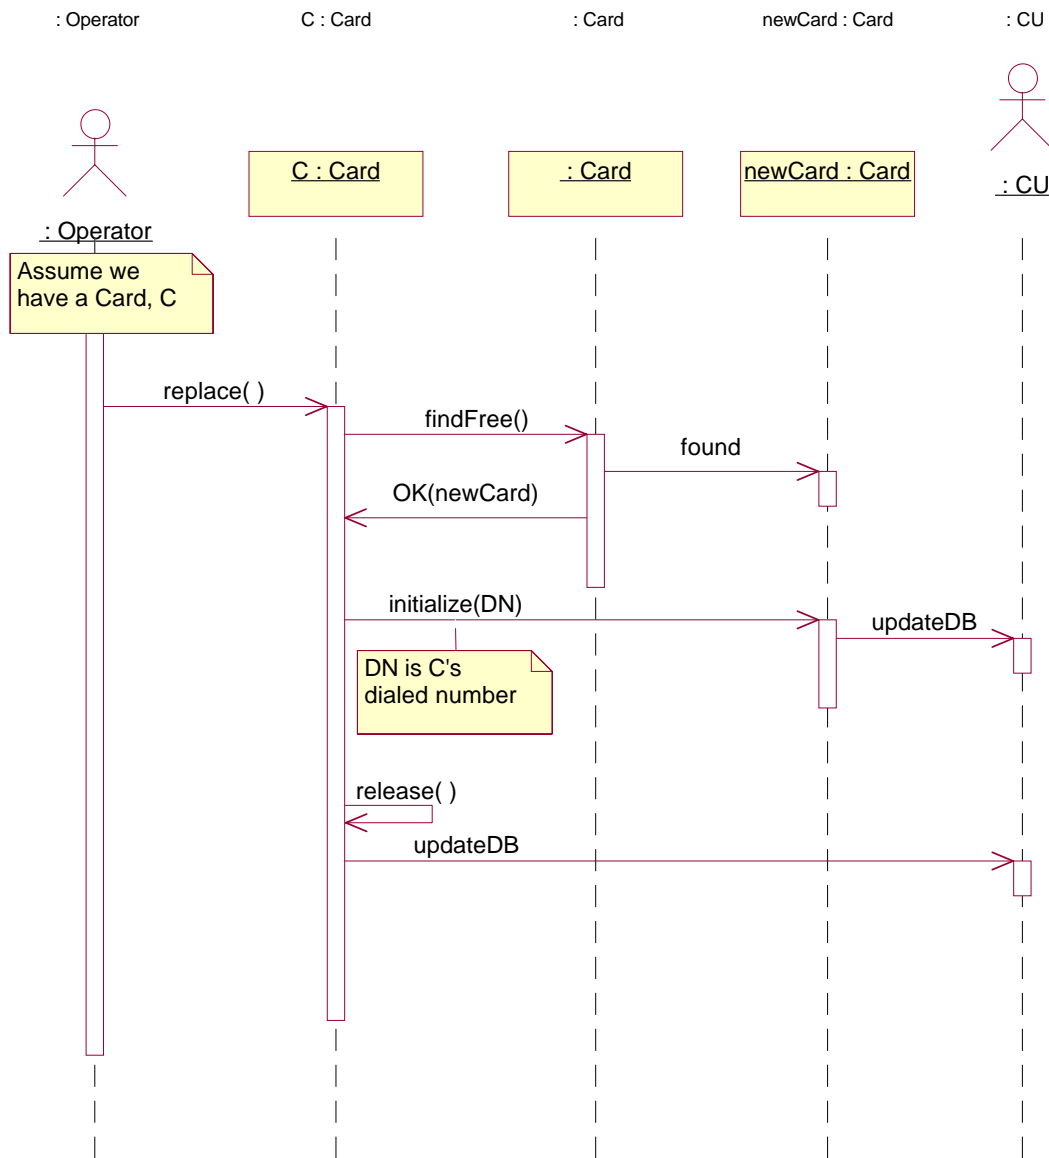 : Operator
C : Card
: Card
newCard : Card
: CU
C : Card
: Card
newCard : Card
: CU
: Operator
Assume we
have a Card, C
replace( )
findFree()
found
OK(newCard)
initialize(DN)
updateDB
DN is C's
dialed number
release( )
updateDB